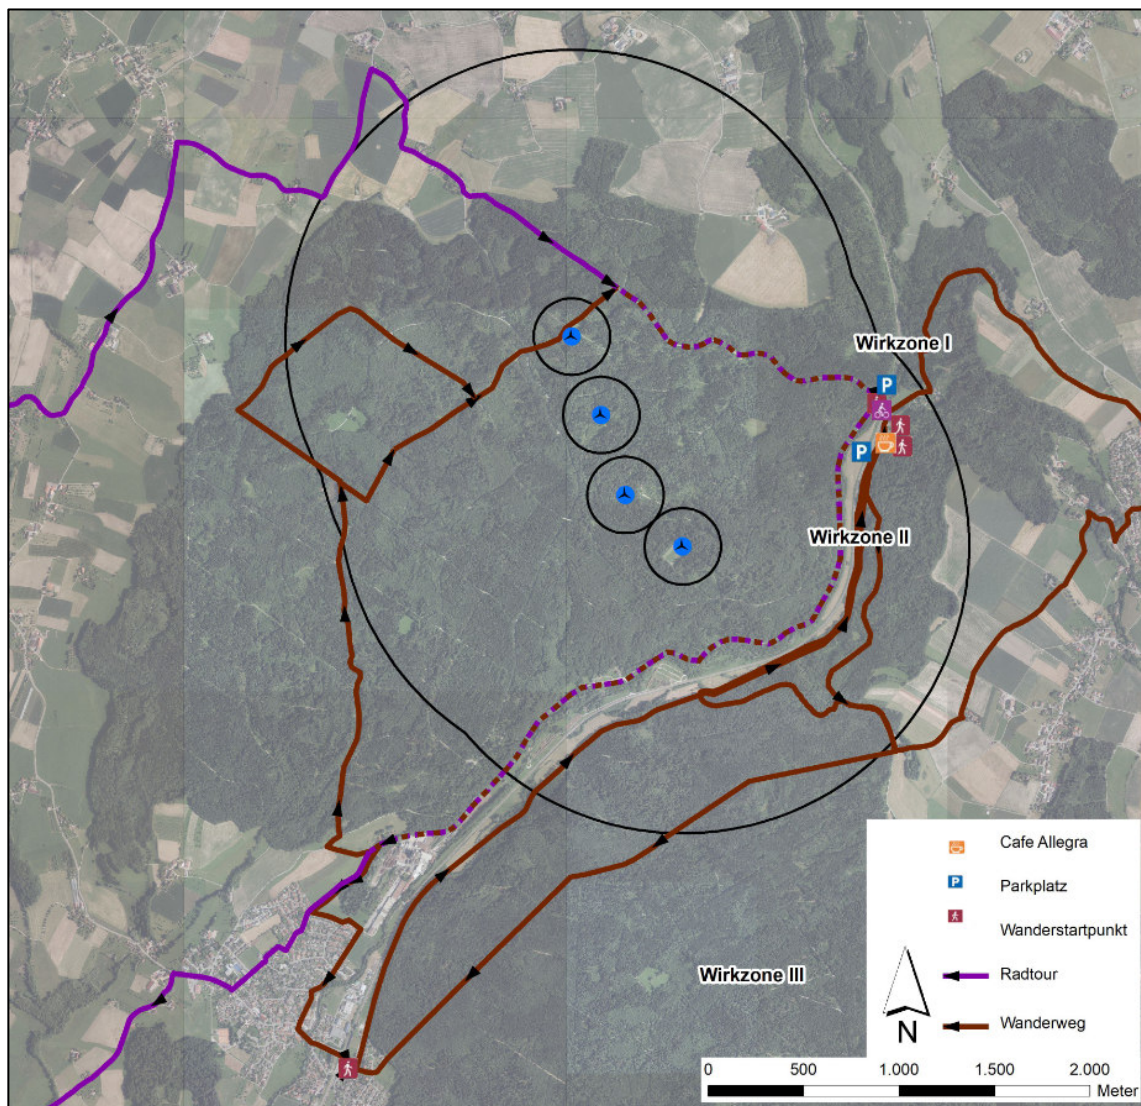 Wirkzone I
P
P
Wirkzone II
Cafe Allegra
P
Parkplatz
Wanderstartpunkt
Wirkzone III
Radtour
N
Wanderweg
0 500 1.000 1.500 2.000
Meter